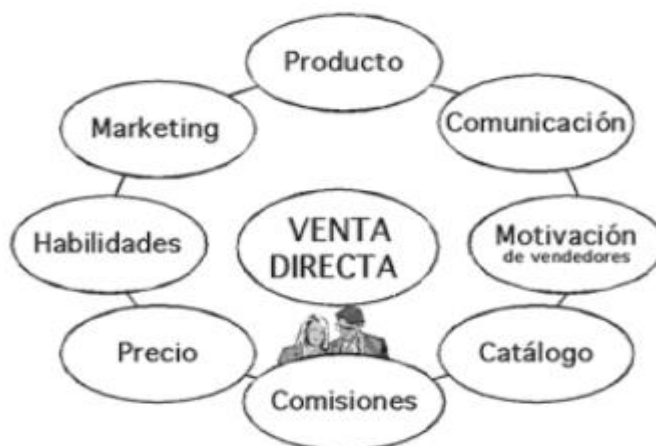 Producto
Marketing
Comunicación
Habilidades
VENTA
DIRECTA
Motivación
de vendedores
Precio
Catálogo
Comisiones